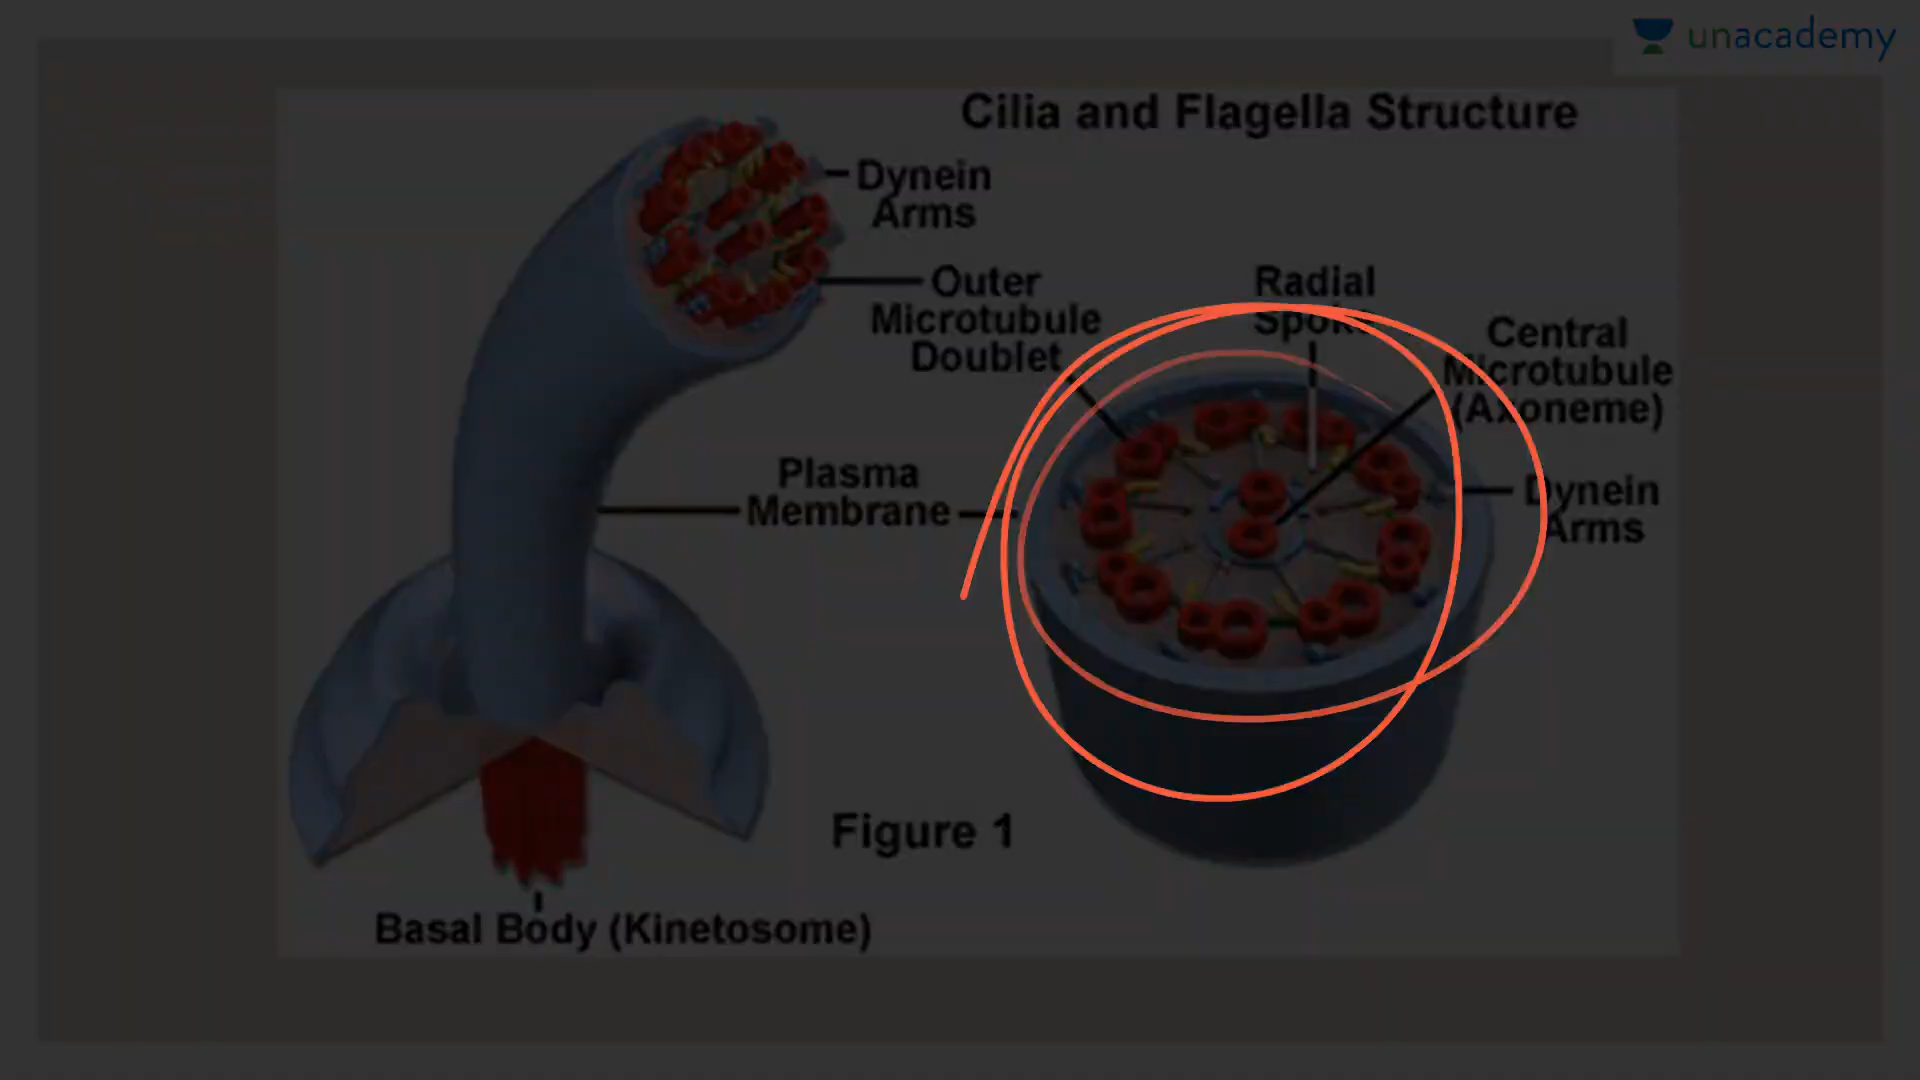 unacademy
Cilia and Flagella Structure
Dynein
Arms
Outer
Microtubule
Doublet
Radial
Spoke
Central
Microtubule
(Axoneme)
Plasma
Membrane
Dynein
Arms
Figure 1
Basal Body (Kinetosome)